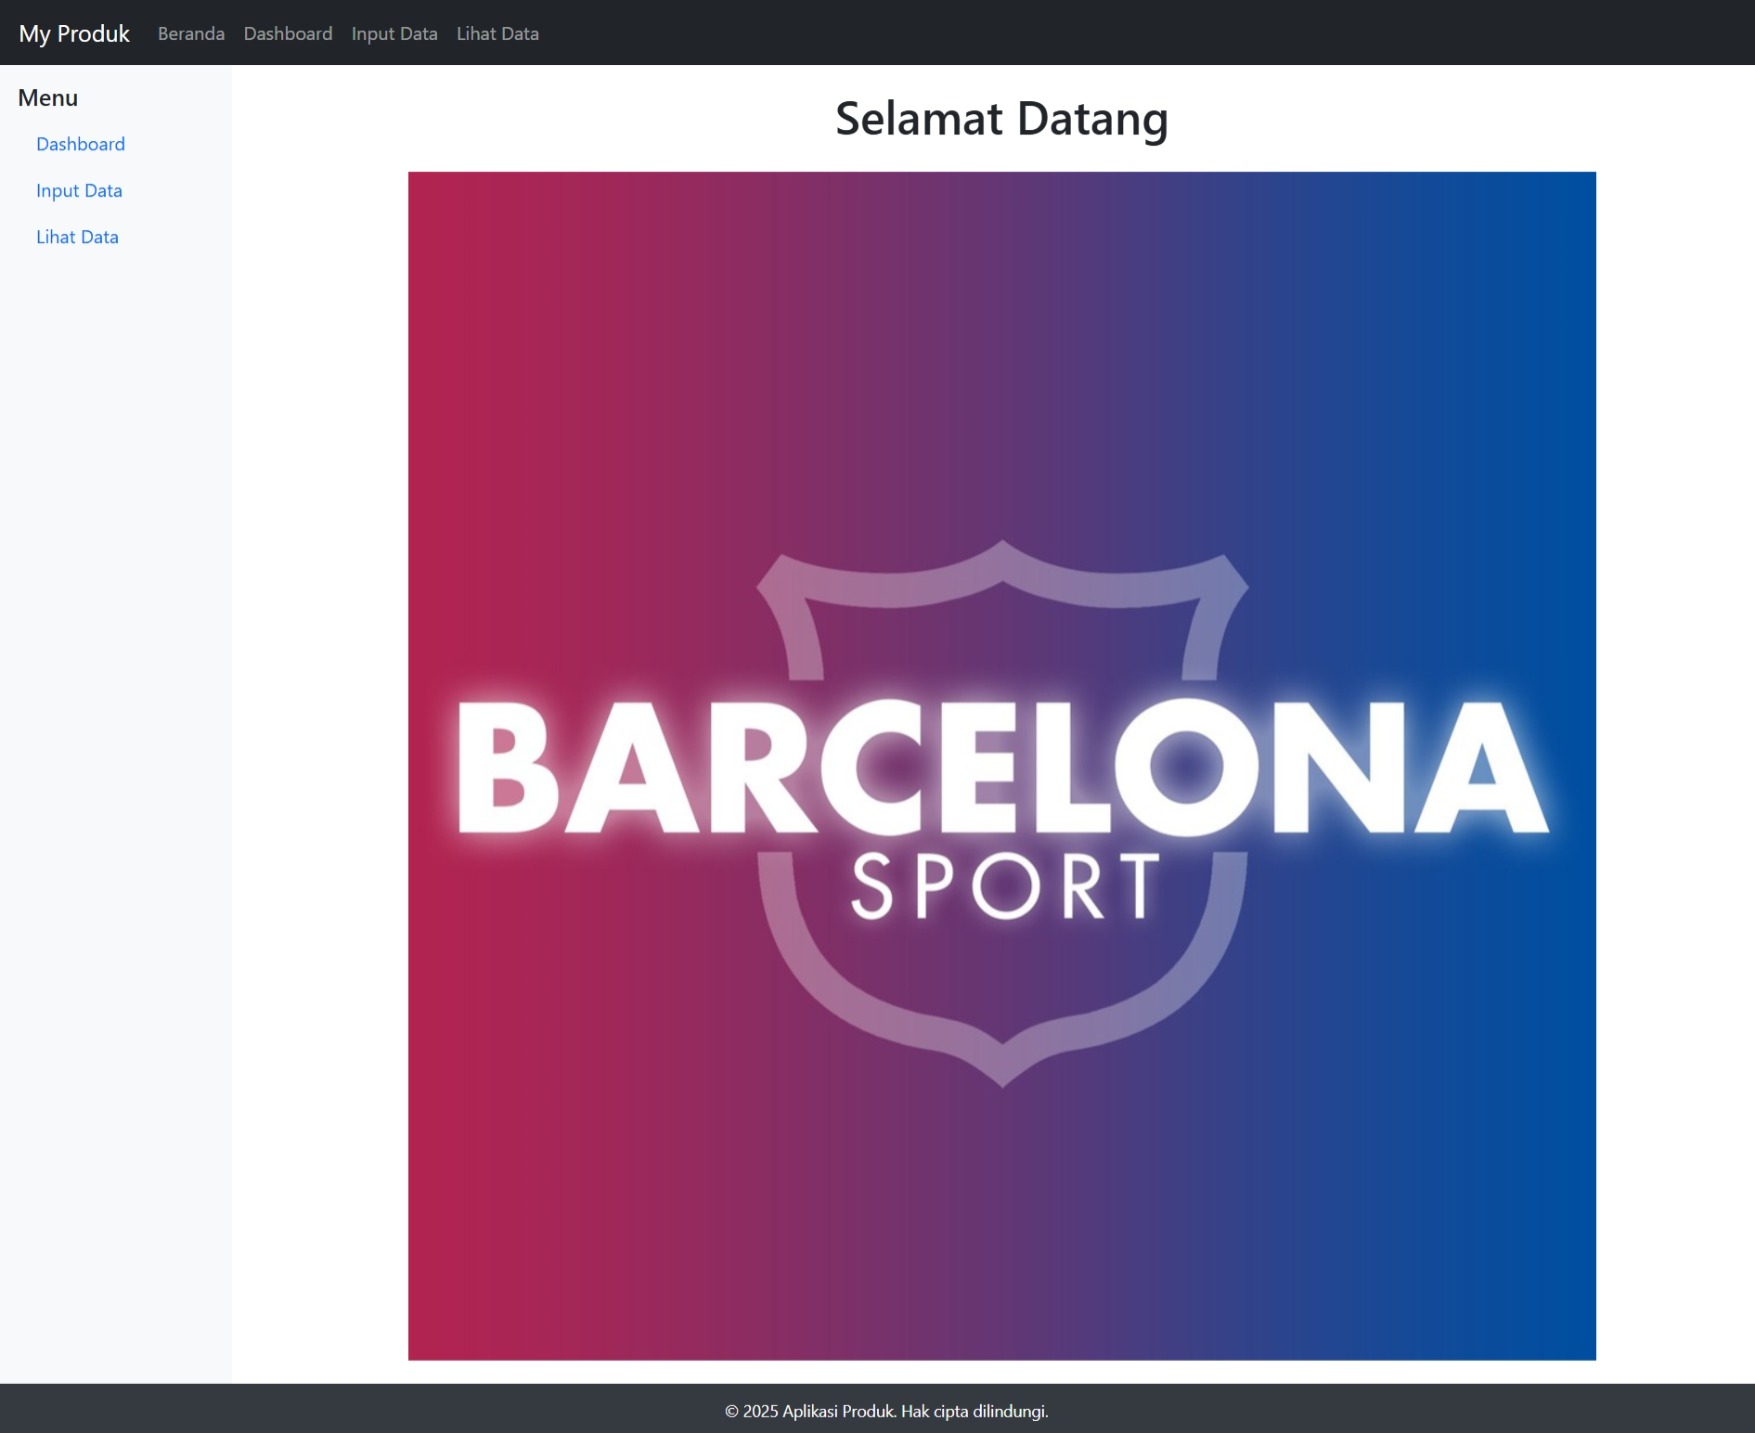 My Produk Beranda Dashboard Input Data Lihat Data
Menu
Dashboard
Input Data
Lihat Data
Selamat Datang
BARCELONA
SPORT
© 2025 Aplikasi Produk. Hak cipta dilindungi.